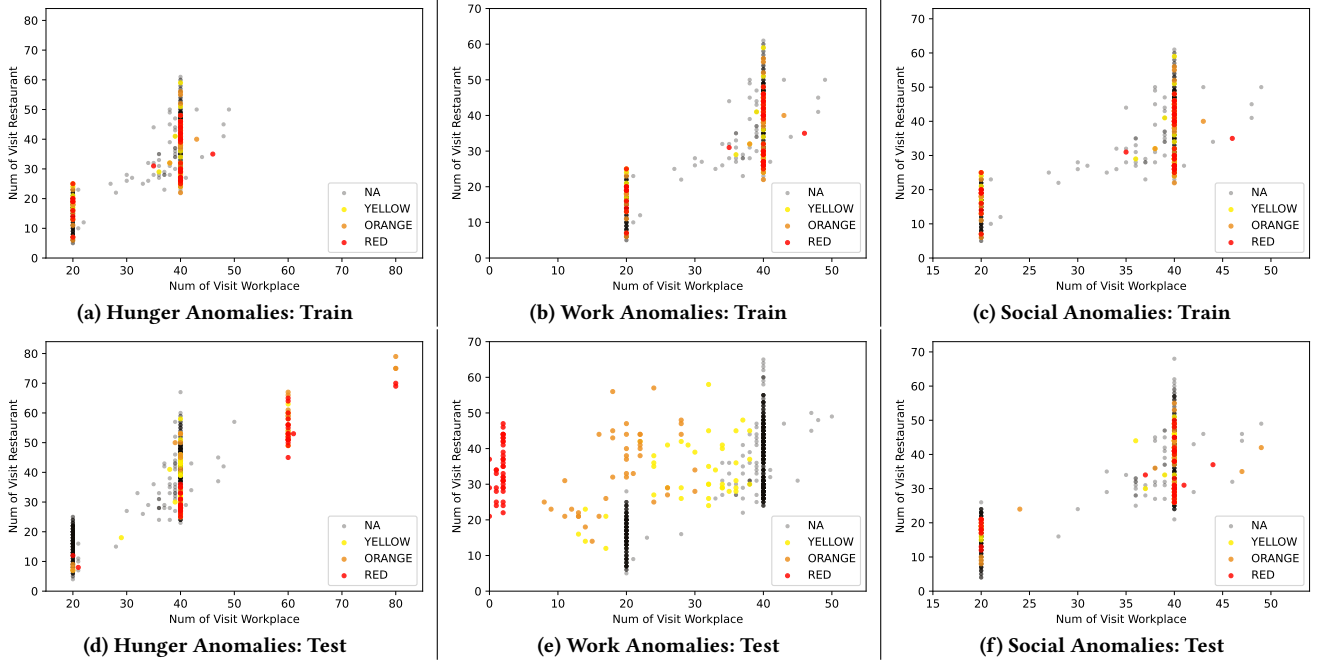 80
70
60
50
40
30
20
10
0
Num of Visit Restaurant
20 30 40 50 60 70 80
Num of Visit Workplace
NA
YELLOW
ORANGE
RED
(a) Hunger Anomalies: Train
70
60
50
40
30
20
10
0
Num of Visit Restaurant
0 10 20 30 40 50
Num of Visit Workplace
NA
YELLOW
ORANGE
RED
(b) Work Anomalies: Train
70
60
50
40
30
20
10
0
Num of Visit Restaurant
15 20 25 30 35 40 45 50
Num of Visit Workplace
NA
YELLOW
ORANGE
RED
(c) Social Anomalies: Train
80
70
60
50
40
30
20
10
0
Num of Visit Restaurant
20 30 40 50 60 70 80
Num of Visit Workplace
NA
YELLOW
ORANGE
RED
(d) Hunger Anomalies: Test
70
60
50
40
30
20
10
0
Num of Visit Restaurant
0 10 20 30 40 50
Num of Visit Workplace
NA
YELLOW
ORANGE
RED
(e) Work Anomalies: Test
70
60
50
40
30
20
10
0
Num of Visit Restaurant
15 20 25 30 35 40 45 50
Num of Visit Workplace
NA
YELLOW
ORANGE
RED
(f) Social Anomalies: Test